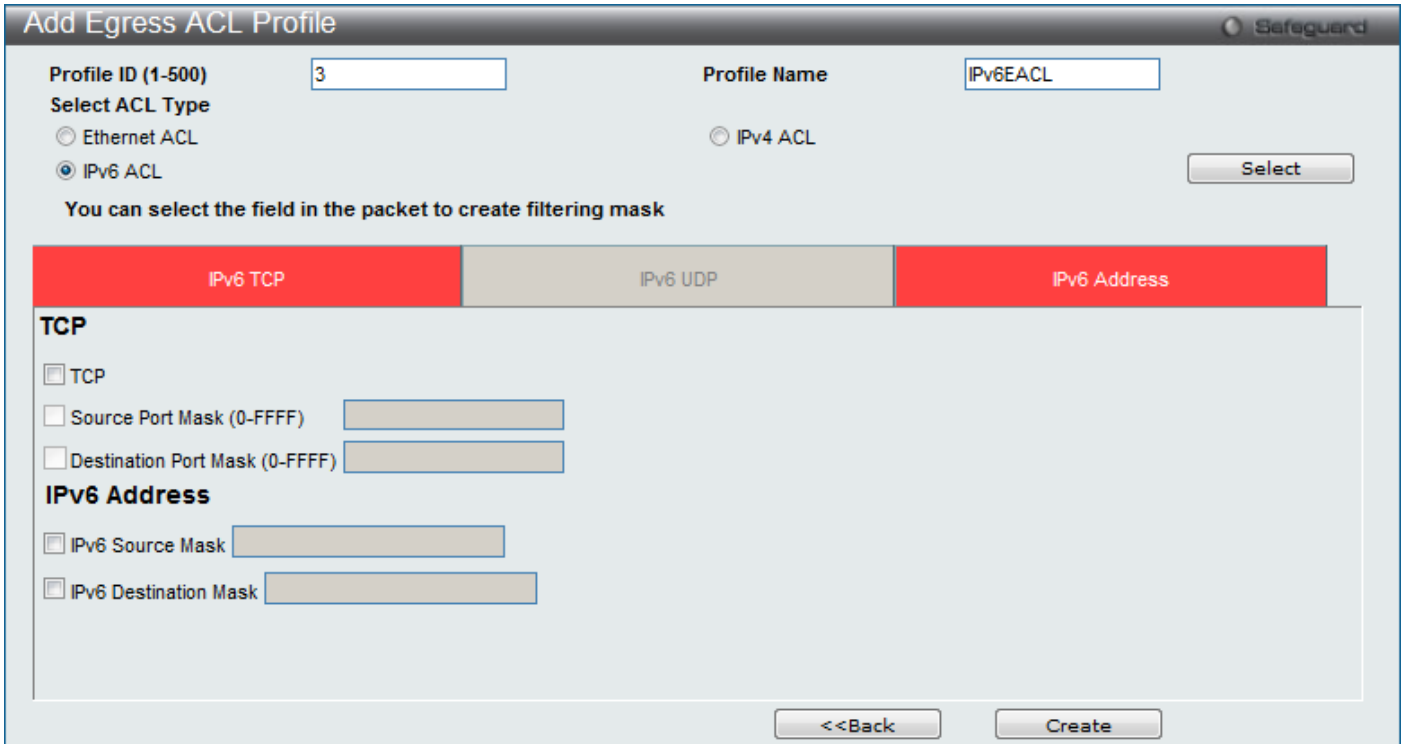 Add Egress ACL Profile
Safeguard
Profile ID (1-500) 3 Profile Name IPv6EACL
Select ACL Type
Ethernet ACL IPv4 ACL
IPv6 ACL
Select
You can select the field in the packet to create filtering mask
IPv6 TCP IPv6 UDP IPv6 Address
TCP
TCP
Source Port Mask (0-FFFF)
Destination Port Mask (0-FFFF)
IPv6 Address
IPv6 Source Mask
IPv6 Destination Mask
<<Back Create